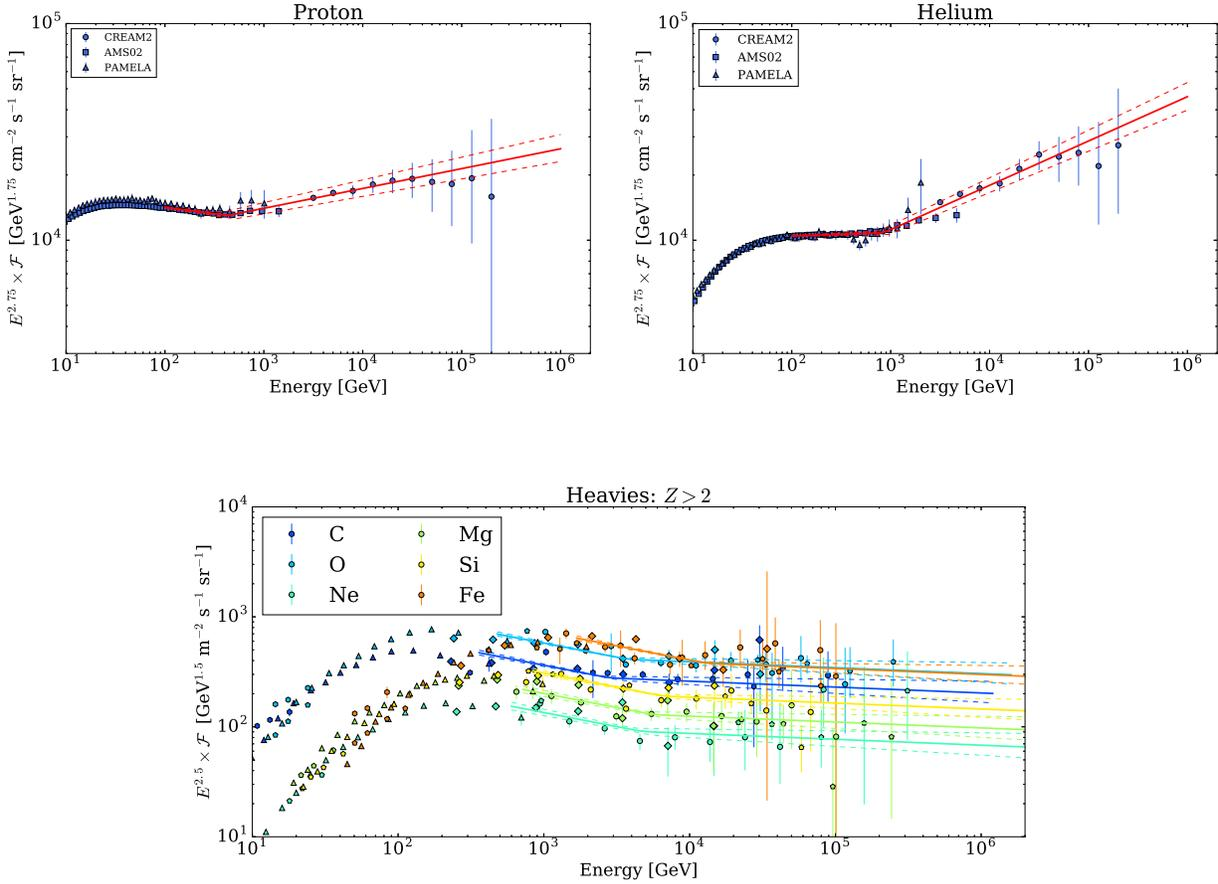 Proton
10^5
10^4
CREAM2
AMS02
PAMELA
E^{2.75} × F [GeV^{1.75} cm^{−2} s^{−1} sr^{−1}]
10^1 10^2 10^3 10^4 10^5 10^6
Energy [GeV]
Helium
10^5
10^4
CREAM2
AMS02
PAMELA
E^{2.75} × F [GeV^{1.75} cm^{−2} s^{−1} sr^{−1}]
10^1 10^2 10^3 10^4 10^5 10^6
Energy [GeV]
Heavies: Z > 2
10^4
10^3
10^2
10^1
C Mg
O Si
Ne Fe
E^{2.5} × F [GeV^{1.5} m^{−2} s^{−1} sr^{−1}]
10^1 10^2 10^3 10^4 10^5 10^6
Energy [GeV]